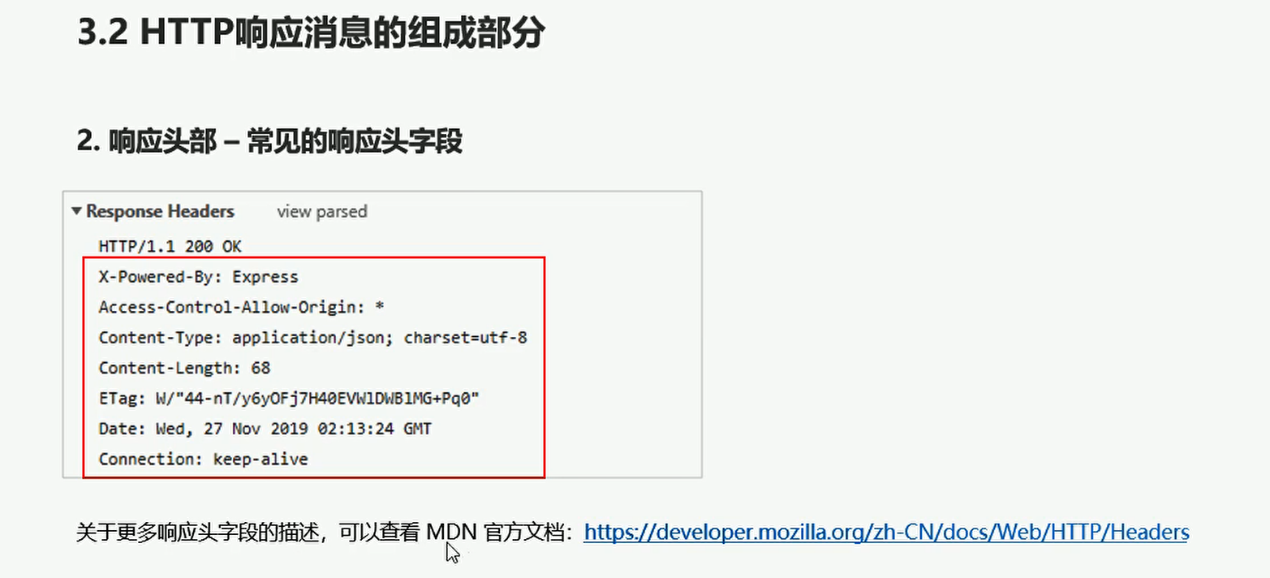 3.2 HTTP响应消息的组成部分
2. 响应头部 – 常见的响应头字段
Response Headers view parsed
HTTP/1.1 200 OK
X-Powered-By: Express
Access-Control-Allow-Origin: *
Content-Type: application/json; charset=utf-8
Content-Length: 68
ETag: W/"44-nT/y6yOFj7H40EVWlDWBlMG+Pq0"
Date: Wed, 27 Nov 2019 02:13:24 GMT
Connection: keep-alive
关于更多响应头字段的描述，可以查看 MDN 官方文档：https://developer.mozilla.org/zh-CN/docs/Web/HTTP/Headers